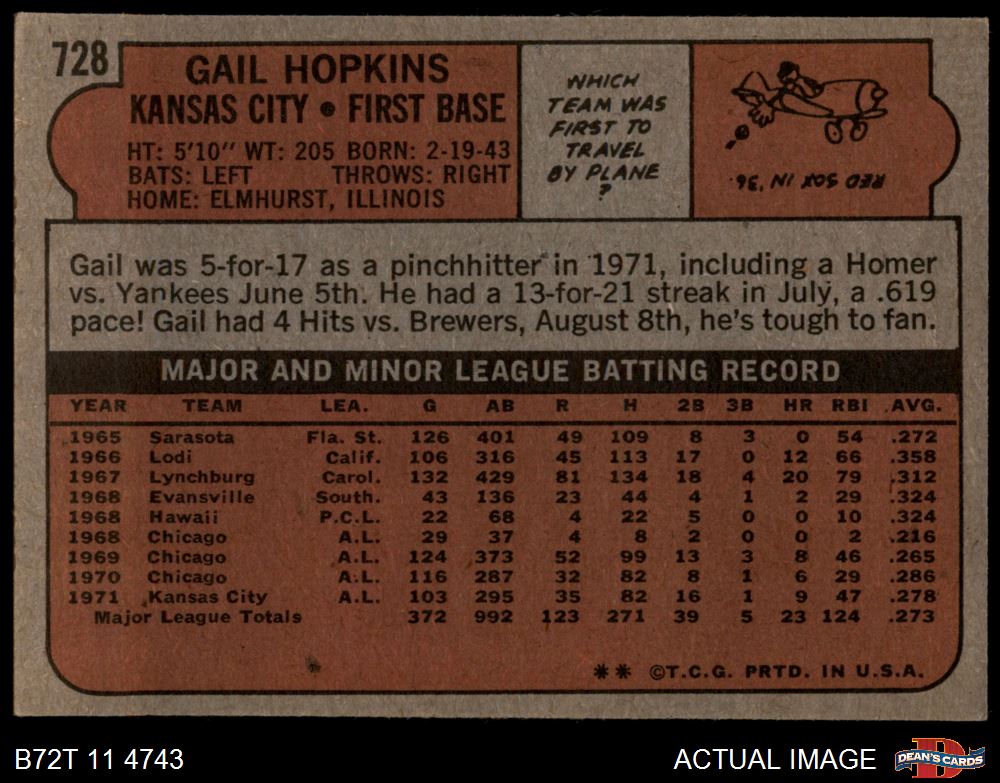 728
GAIL HOPKINS
KANSAS CITY • FIRST BASE
HT: 5'10" WT: 205 BORN: 2-19-43
BATS: LEFT THROWS: RIGHT
HOME: ELMHURST, ILLINOIS
WHICH
TEAM WAS
FIRST TO
TRAVEL
BY PLANE
?
RED SOX IN '36.
Gail was 5-for-17 as a pinchhitter in 1971, including a Homer
vs. Yankees June 5th. He had a 13-for-21 streak in July, a .619
pace! Gail had 4 Hits vs. Brewers, August 8th, he's tough to fan.
MAJOR AND MINOR LEAGUE BATTING RECORD
YEAR TEAM LEA. G AB R H 2B 3B HR RBI AVG.
1965 Sarasota Fla. St. 126 401 49 109 8 3 0 54 .272
1966 Lodi Calif. 106 316 45 113 17 0 12 66 .358
1967 Lynchburg Carol. 132 429 81 134 18 4 20 79 .312
1968 Evansville South. 43 136 23 44 4 1 2 29 .324
1968 Hawaii P.C.L. 22 68 4 22 5 0 0 10 .324
1968 Chicago A.L. 29 37 4 8 2 0 0 2 .216
1969 Chicago A.L. 124 373 52 99 13 3 8 46 .265
1970 Chicago A.L. 116 287 32 82 8 1 6 29 .286
1971 Kansas City A.L. 103 295 35 82 16 1 9 47 .278
Major League Totals 372 992 123 271 39 5 23 124 .273
** ©T.C.G. PRTD. IN U.S.A.
B72T 11 4743
ACTUAL IMAGE
D
DEAN'S CARDS